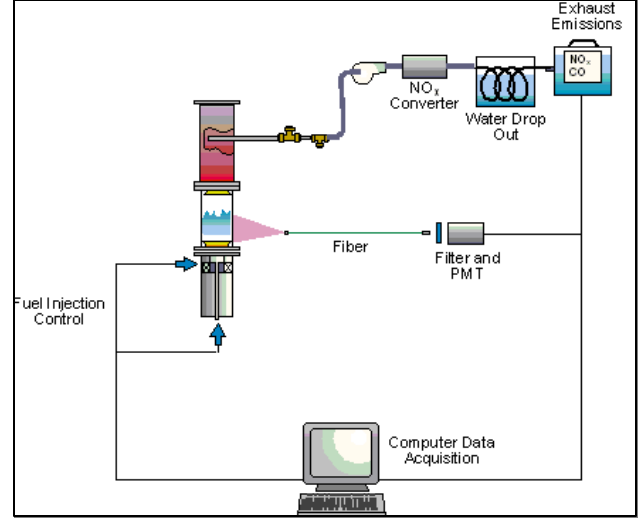 Exhaust
Emissions
NOx
CO
NOx
Converter
Water Drop
Out
Fiber
Filter and
PMT
Fuel Injection
Control
Computer Data
Acquisition